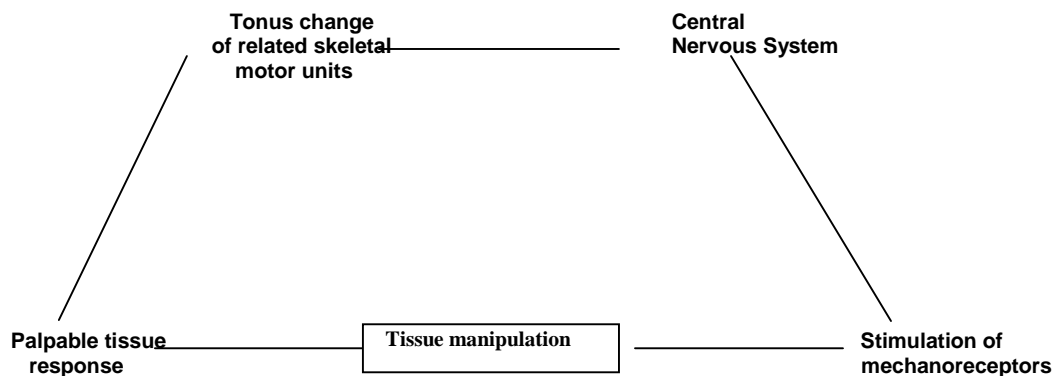 Tonus change
of related skeletal
motor units
Central
Nervous System
Palpable tissue
response
Tissue manipulation
Stimulation of
mechanoreceptors